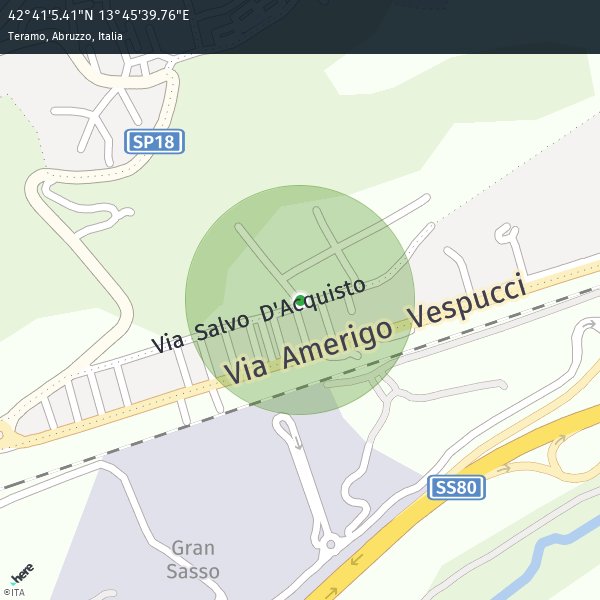 42°41'5.41"N 13°45'39.76"E
Teramo, Abruzzo, Italia
SP18
Via Salvo D'Acquisto
Via Amerigo Vespucci
SS80
Gran
Sasso
here
©ITA